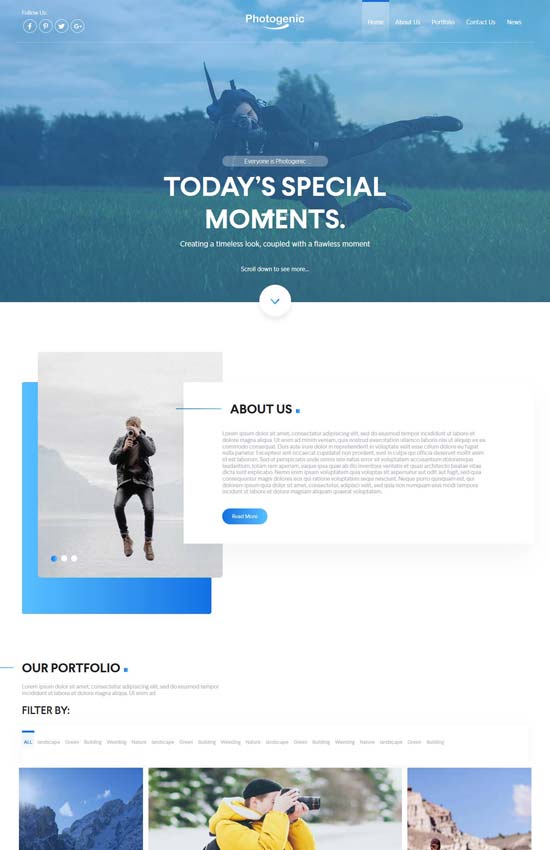 Follow Us:
Photogenic
Home About Us Portfolio Contact Us News
Everyone is Photogenic
TODAY'S SPECIAL
MOMENTS.
Creating a timeless look, coupled with a flawless moment
Scroll down to see more...
ABOUT US
Lorem ipsum dolor sit amet, consectetur adipiscing elit, sed do eiusmod tempor incididunt ut labore et
dolore magna aliqua. Ut enim ad minim veniam, quis nostrud exercitation ullamco laboris nisi ut aliquip ex ea
commodo consequat. Duis aute irure dolor in reprehenderit in voluptate velit esse cillum dolore eu fugiat
nulla pariatur. Excepteur sint occaecat cupidatat non proident, sunt in culpa qui officia deserunt mollit anim
id est laborum. Sed ut perspiciatis unde omnis iste natus error sit voluptatem accusantium doloremque
laudantium, totam rem aperiam, eaque ipsa quae ab illo inventore veritatis et quasi architecto beatae vitae
dicta sunt explicabo. Nemo enim ipsam voluptatem quia voluptas sit aspernatur aut odit aut fugit, sed quia
consequuntur magni dolores eos qui ratione voluptatem sequi nesciunt. Neque porro quisquam est, qui
dolorem ipsum quia dolor sit amet, consectetur, adipisci velit, sed quia non numquam eius modi tempora
incidunt ut labore et dolore magnam aliquam quaerat voluptatem.
Read More
OUR PORTFOLIO
Lorem ipsum dolor sit amet, consectetur adipiscing elit, sed do eiusmod tempor
incididunt ut labore et dolore magna aliqua. Ut enim ad
FILTER BY:
ALL landscape Green Building Weending Nature landscape Green Building Weeding Nature landscape Green Building Weending Nature landscape Green Building